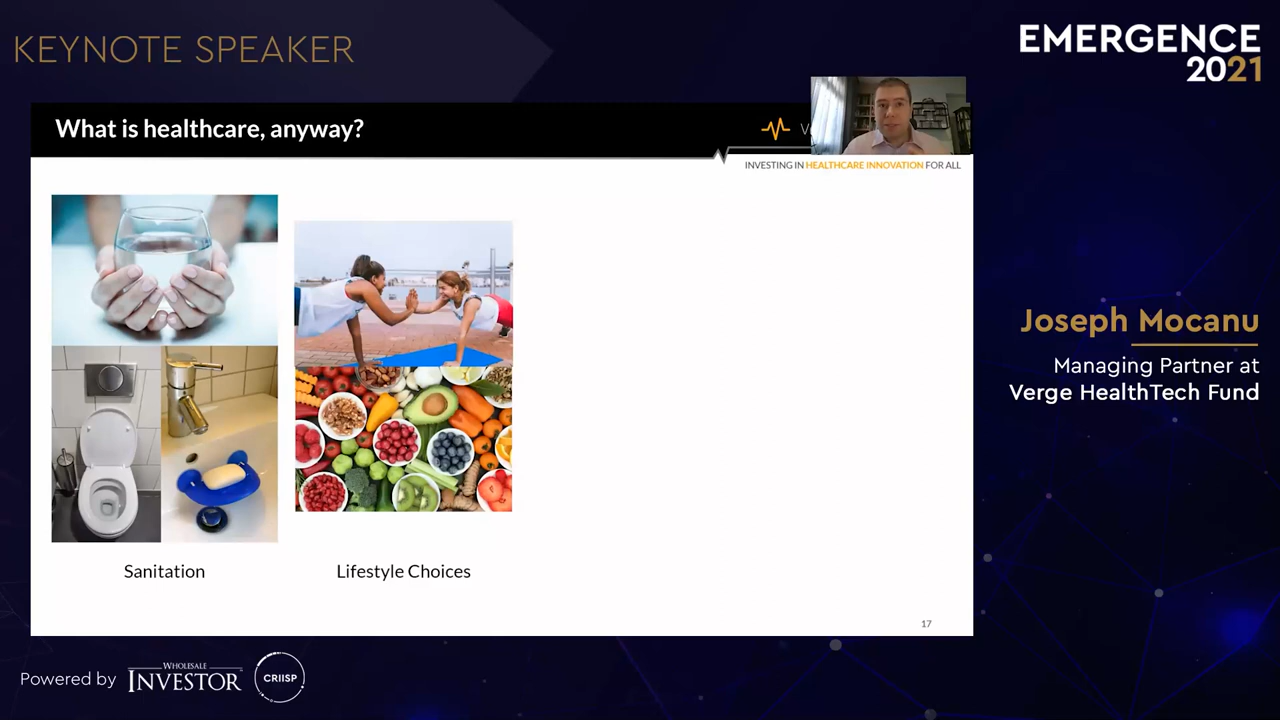 KEYNOTE SPEAKER
EMERGENCE
2021
What is healthcare, anyway?
INVESTING IN HEALTHCARE INNOVATION FOR ALL
Joseph Mocanu
Managing Partner at
Verge HealthTech Fund
Sanitation
Lifestyle Choices
17
Powered by
WHOLESALE
INVESTOR
CRIISP